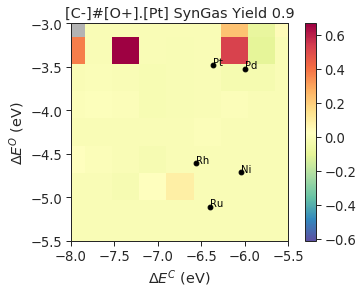 [C-]#[O+].[Pt] SynGas Yield 0.9
−3.0
−3.5
−4.0
−4.5
−5.0
−5.5
ΔE^O (eV)
Pt
Pd
Rh
Ni
Ru
−8.0 −7.5 −7.0 −6.5 −6.0 −5.5
ΔE^C (eV)
0.6
0.4
0.2
0.0
−0.2
−0.4
−0.6